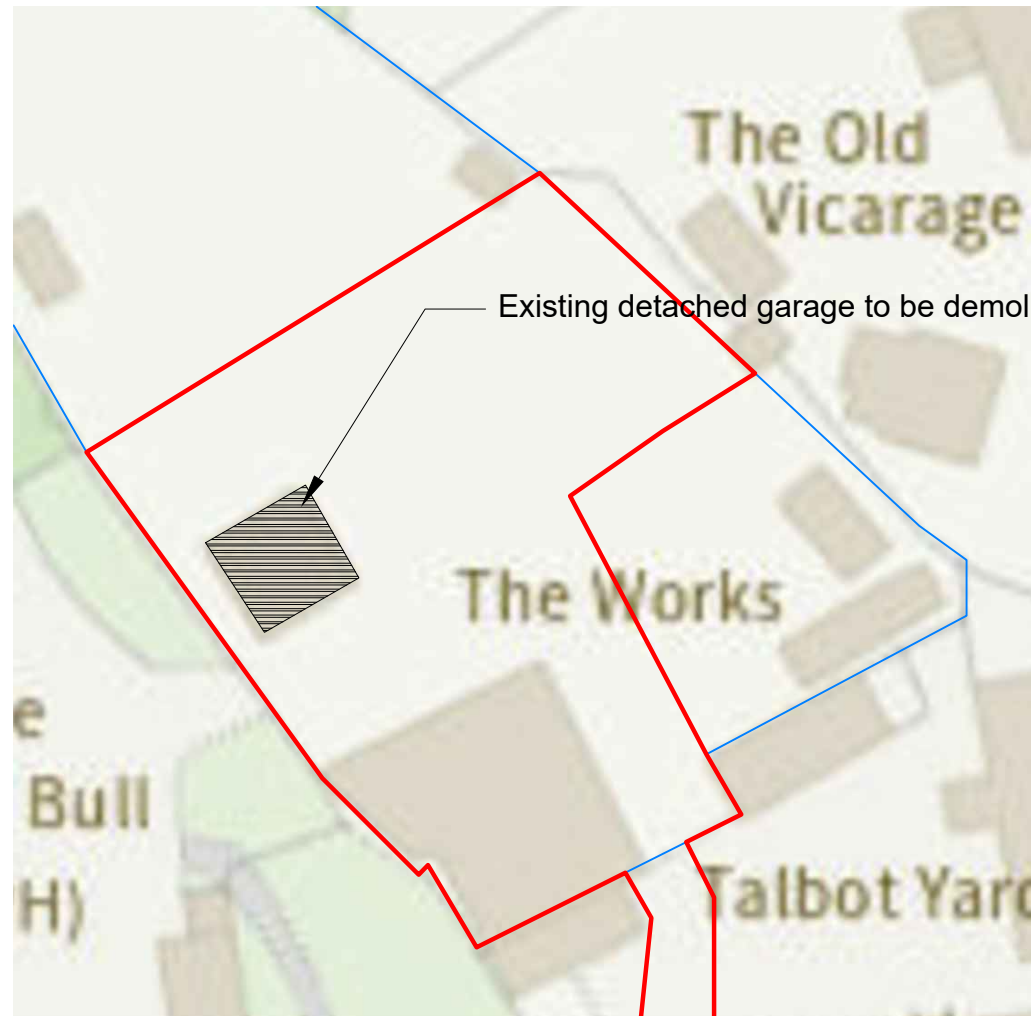 The Old
Vicarage
Existing detached garage to be demol
The Works
e
Bull
H)
Talbot Yard